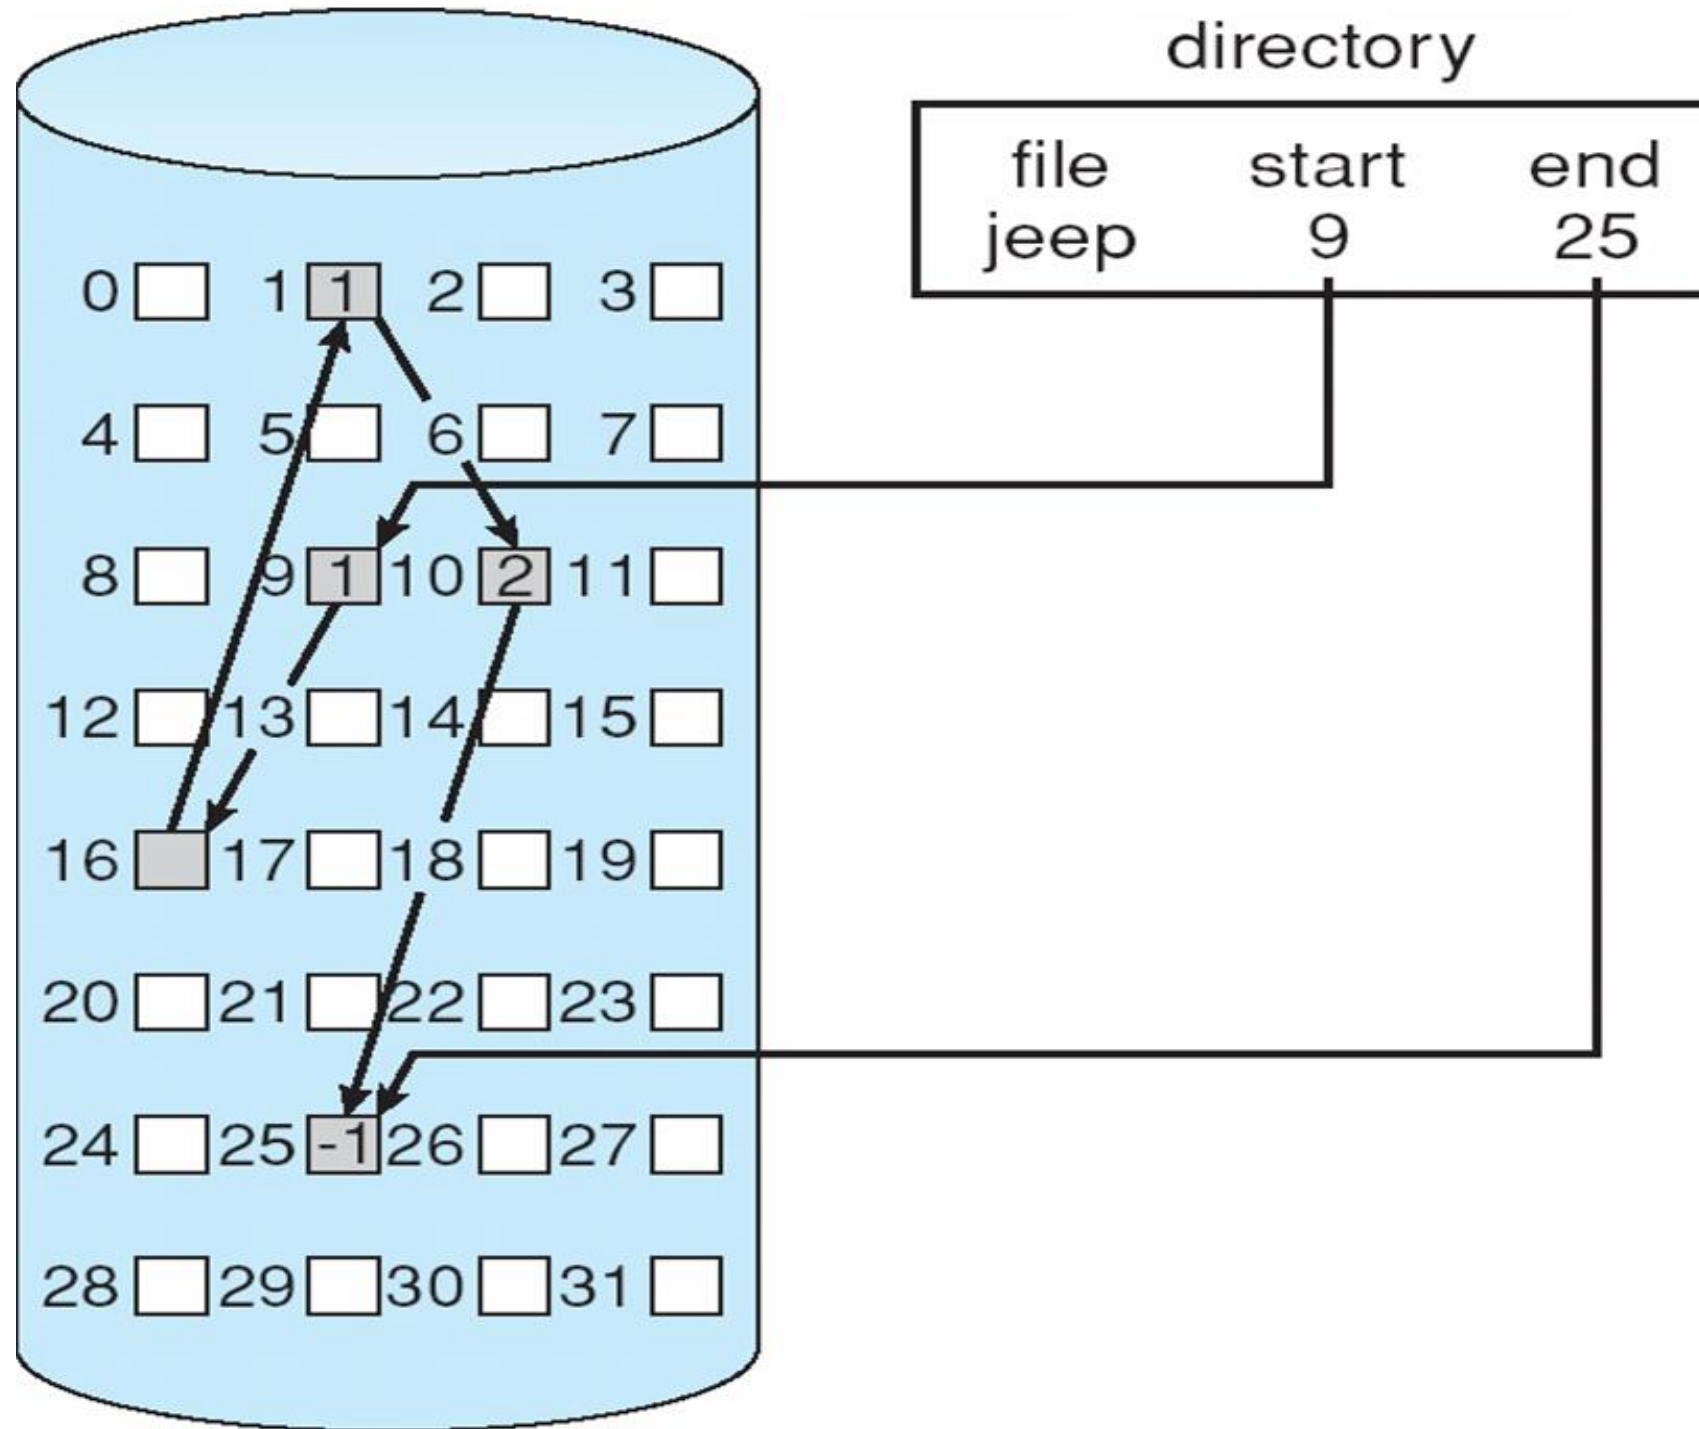 directory
file start end
jeep 9 25
0 1 1 2 3
4 5 6 7
8 9 1 10 2 11
12 13 14 15
16 17 18 19
20 21 22 23
24 25 -1 26 27
28 29 30 31